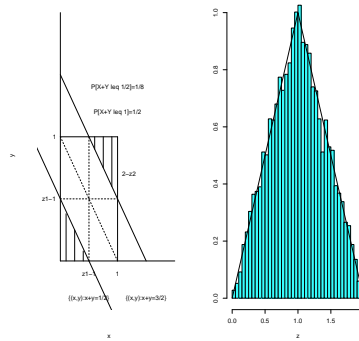 P[X+Y leq 1/2]=1/8
P[X+Y leq 1]=1/2
1
2−z2
z1−1
z1−1
1
{(x,y):x+y=1/2}
{(x,y):x+y=3/2}
x
y
1.0
0.8
0.6
0.4
0.2
0.0
0.0
0.5
1.0
1.5
z